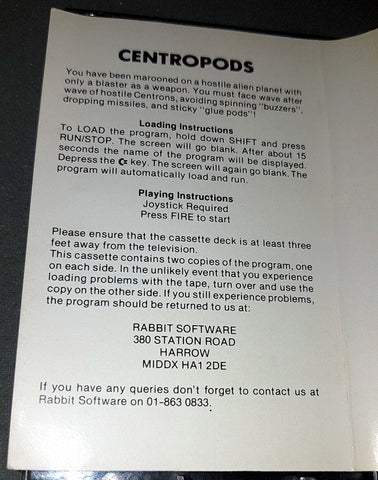 CENTROPODS
You have been marooned on a hostile alien planet with
only a blaster as a weapon. You must face wave after
wave of hostile Centrons, avoiding spinning "buzzers",
dropping missiles, and sticky "glue pods"!
Loading Instructions
To LOAD the program, hold down SHIFT and press
RUN/STOP. The screen will go blank. After about 15
seconds the name of the program will be displayed.
Depress the C= key. The screen will again go blank. The
program will automatically load and run.
Playing Instructions
Joystick Required
Press FIRE to start
Please ensure that the cassette deck is at least three
feet away from the television.
This cassette contains two copies of the program, one
on each side. In the unlikely event that you experience
loading problems with the tape, turn over and use the
copy on the other side. If you still experience problems,
the program should be returned to us at:
RABBIT SOFTWARE
380 STATION ROAD
HARROW
MIDDX HA1 2DE
If you have any queries don't forget to contact us at
Rabbit Software on 01-863 0833.